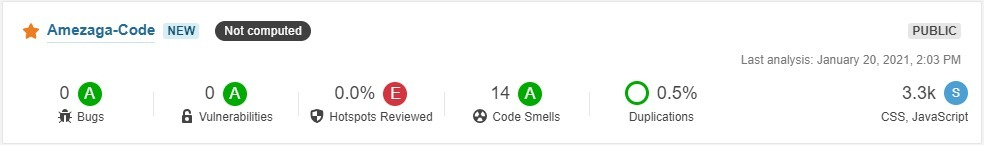 Amezaga-Code NEW Not computed PUBLIC
Last analysis: January 20, 2021, 2:03 PM
0 A 0 A 0.0% E 14 A 0.5% 3.3k S
Bugs Vulnerabilities Hotspots Reviewed Code Smells Duplications CSS, JavaScript